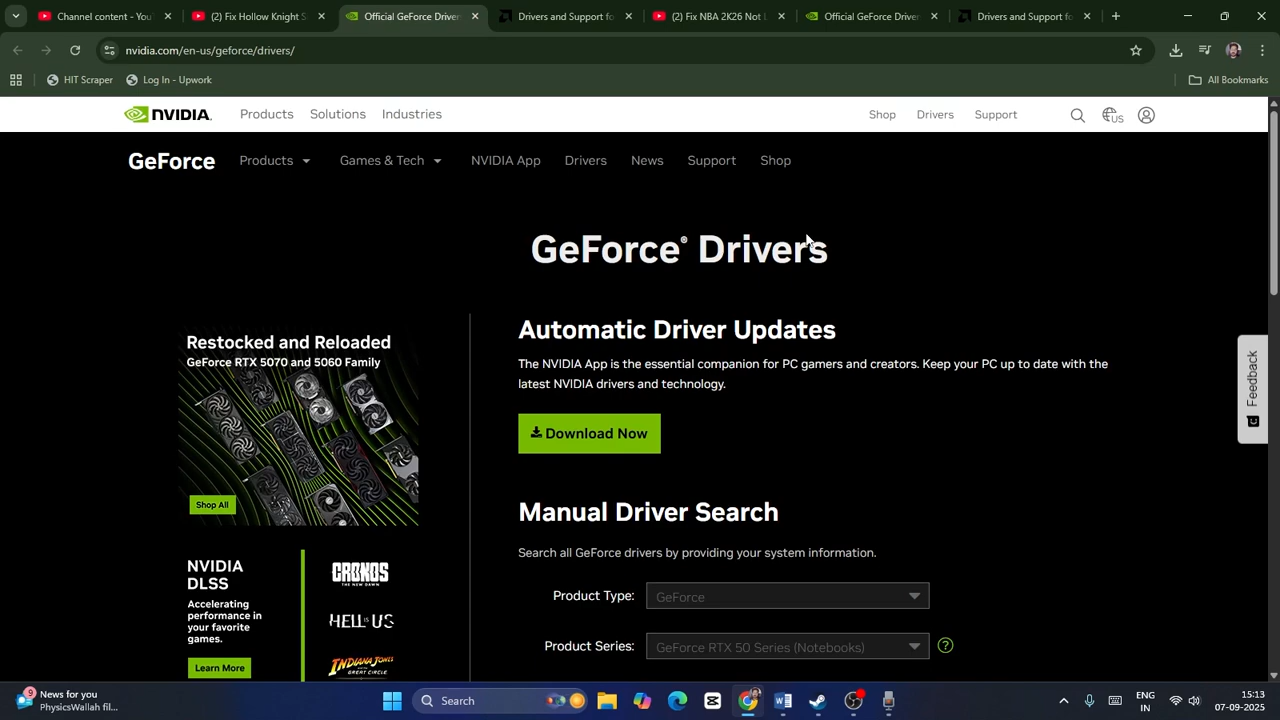 Channel content - You
(2) Fix Hollow Knight S
Official GeForce Driver
Drivers and Support fo
(2) Fix NBA 2K26 Not L
Official GeForce Driver
Drivers and Support fo
nvidia.com/en-us/geforce/drivers/
HIT Scraper
Log In - Upwork
All Bookmarks
NVIDIA.
Products
Solutions
Industries
Shop
Drivers
Support
US
GeForce
Products
Games & Tech
NVIDIA App
Drivers
News
Support
Shop
GeForce® Drivers
Restocked and Reloaded
GeForce RTX 5070 and 5060 Family
Shop All
NVIDIA
DLSS
Accelerating
performance in
your favorite
games.
Learn More
CRONOS
THE NEW DAWN
HELL IS US
INDIANA JONES
AND THE
GREAT CIRCLE
Automatic Driver Updates
The NVIDIA App is the essential companion for PC gamers and creators. Keep your PC up to date with the
latest NVIDIA drivers and technology.
Download Now
Manual Driver Search
Search all GeForce drivers by providing your system information.
Product Type:
GeForce
Product Series:
GeForce RTX 50 Series (Notebooks)
?
Feedback
9
News for you
PhysicsWallah fil...
Search
ENG
IN
15:13
07-09-2025